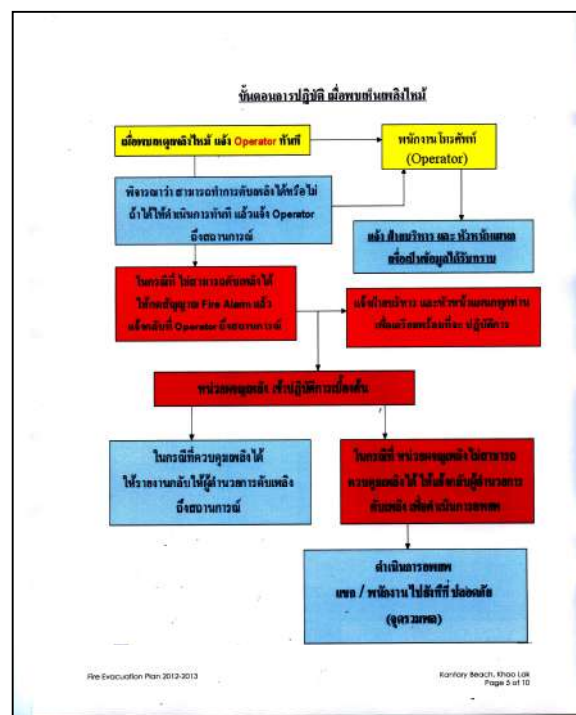 ขั้นตอนการปฏิบัติ เมื่อพบเห็นเพลิงไหม้
เมื่อพบเหตุเพลิงไหม้ แจ้ง Operator ทันที
พนักงานโทรศัพท์
(Operator)
พิจารณาว่า สามารถทำการดับเพลิงได้หรือไม่
ถ้าได้ให้ดำเนินการทันที แล้วแจ้ง Operator
ถึงสถานการณ์
แจ้ง ฝ่ายบริหาร และ หัวหน้าแผนก
เพื่อเป็นข้อมูลได้รับทราบ
ในกรณีที่ ไม่สามารถดับเพลิงได้
ให้กดสัญญาณ Fire Alarm แล้ว
แจ้งกลับที่ Operator ถึงสถานการณ์
แจ้งฝ่ายบริหาร และหัวหน้าแผนกทุกท่าน
เพื่อเตรียมพร้อมที่จะ ปฏิบัติการ
หน่วยผจญเพลิง เข้าปฏิบัติการเบื้องต้น
ในกรณีที่ควบคุมเพลิงได้
ให้รายงานกลับให้ผู้อำนวยการดับเพลิง
ถึงสถานการณ์
ในกรณีที่ หน่วยผจญเพลิงไม่สามารถ
ควบคุมเพลิงได้ ให้แจ้งกลับผู้อำนวยการ
ดับเพลิง เพื่อดำเนินการอพยพ
ดำเนินการอพยพ
แขก / พนักงาน ไปยังที่ที่ ปลอดภัย
(จุดรวมพล)
Fire Evacuation Plan 2012-2013
Kantary Beach, Khao Lak
Page 5 of 10